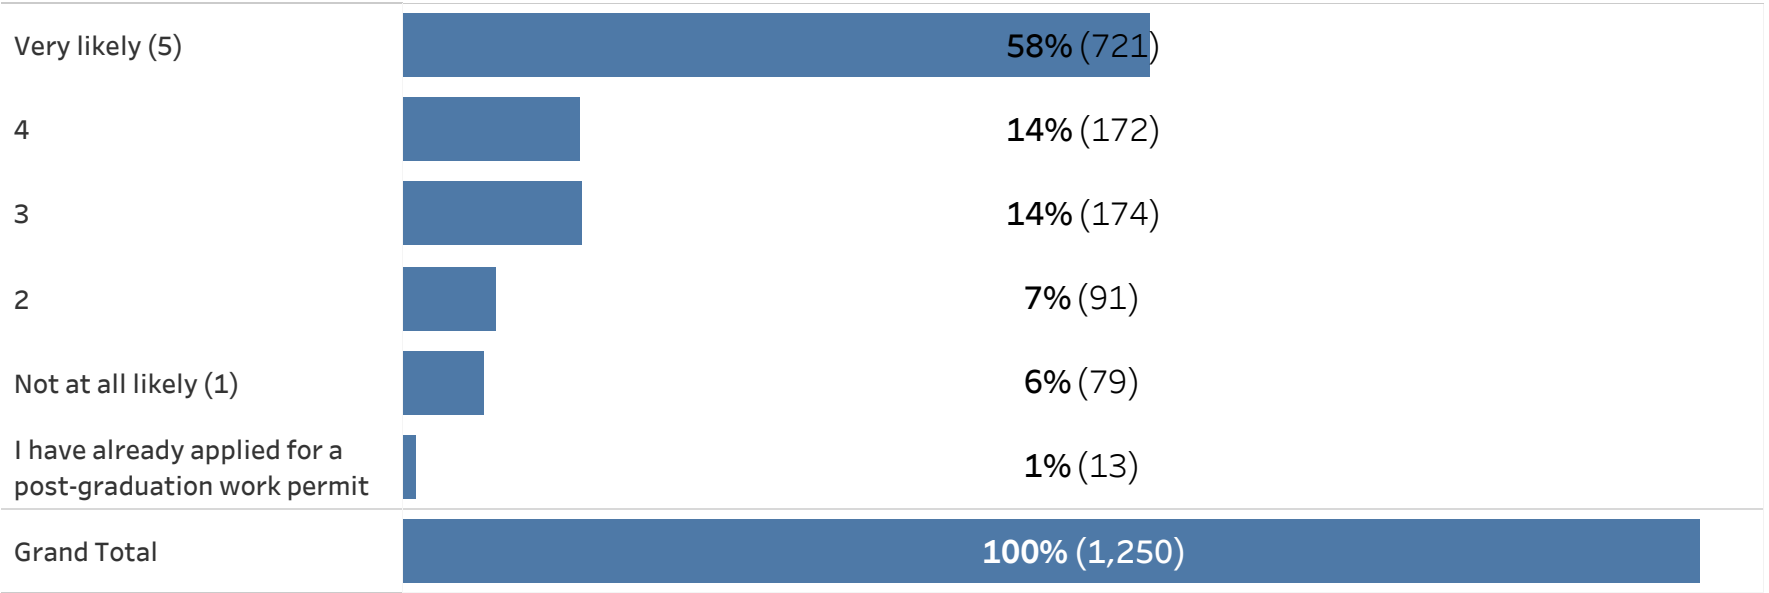 Very likely (5) 58% (721)
4 14% (172)
3 14% (174)
2 7% (91)
Not at all likely (1) 6% (79)
I have already applied for a
post-graduation work permit 1% (13)
Grand Total 100% (1,250)